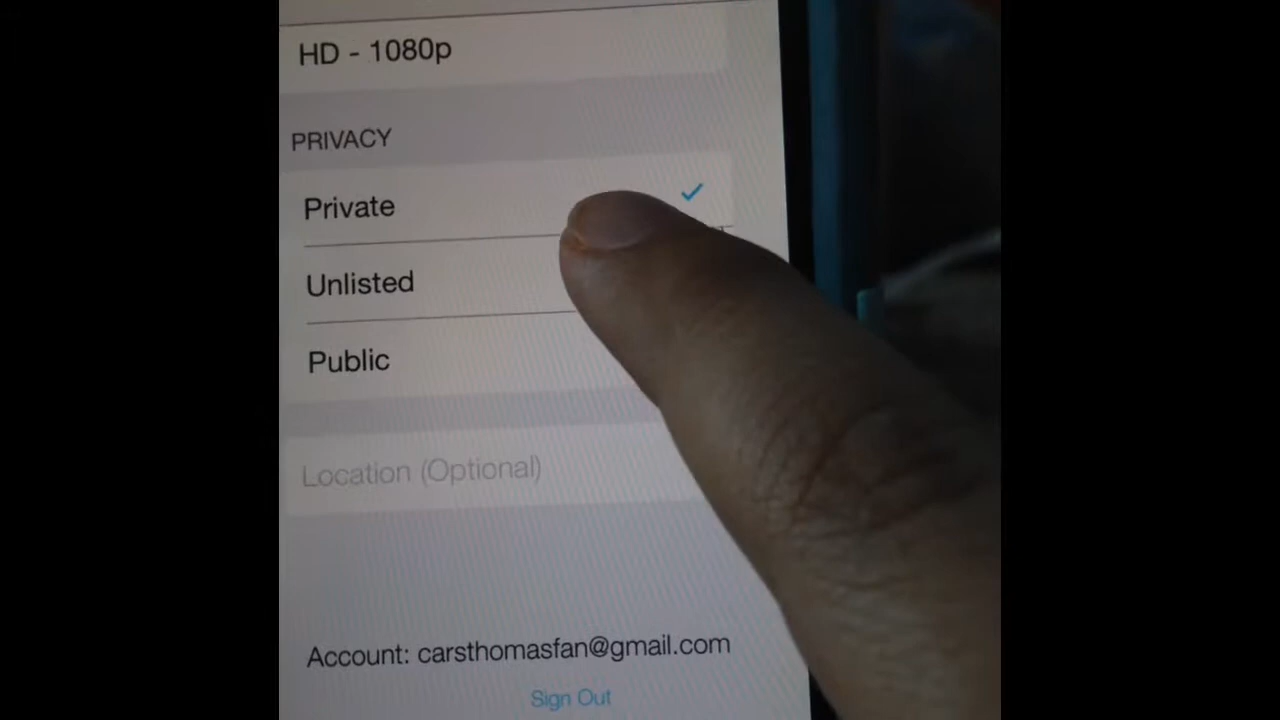 HD - 1080p
PRIVACY
Private
Unlisted
Public
Location (Optional)
Account: carsthomasfan@gmail.com
Sign Out